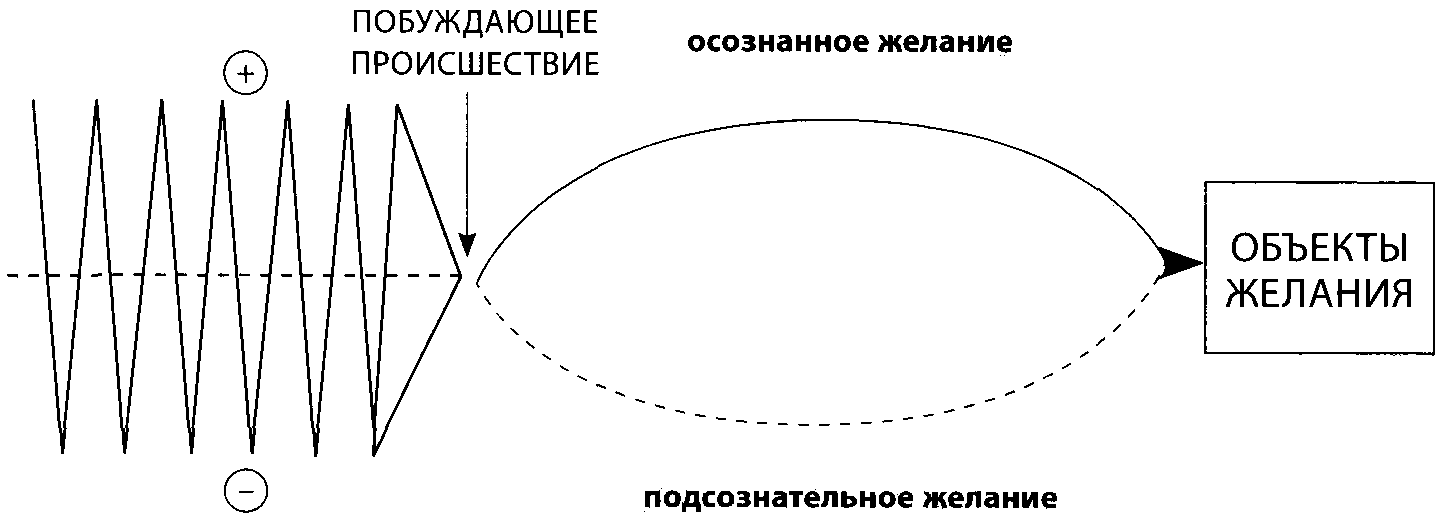 ПОБУЖДАЮЩЕЕ
ПРОИСШЕСТВИЕ
осознанное желание
+
ОБЪЕКТЫ
ЖЕЛАНИЯ
−
подсознательное желание